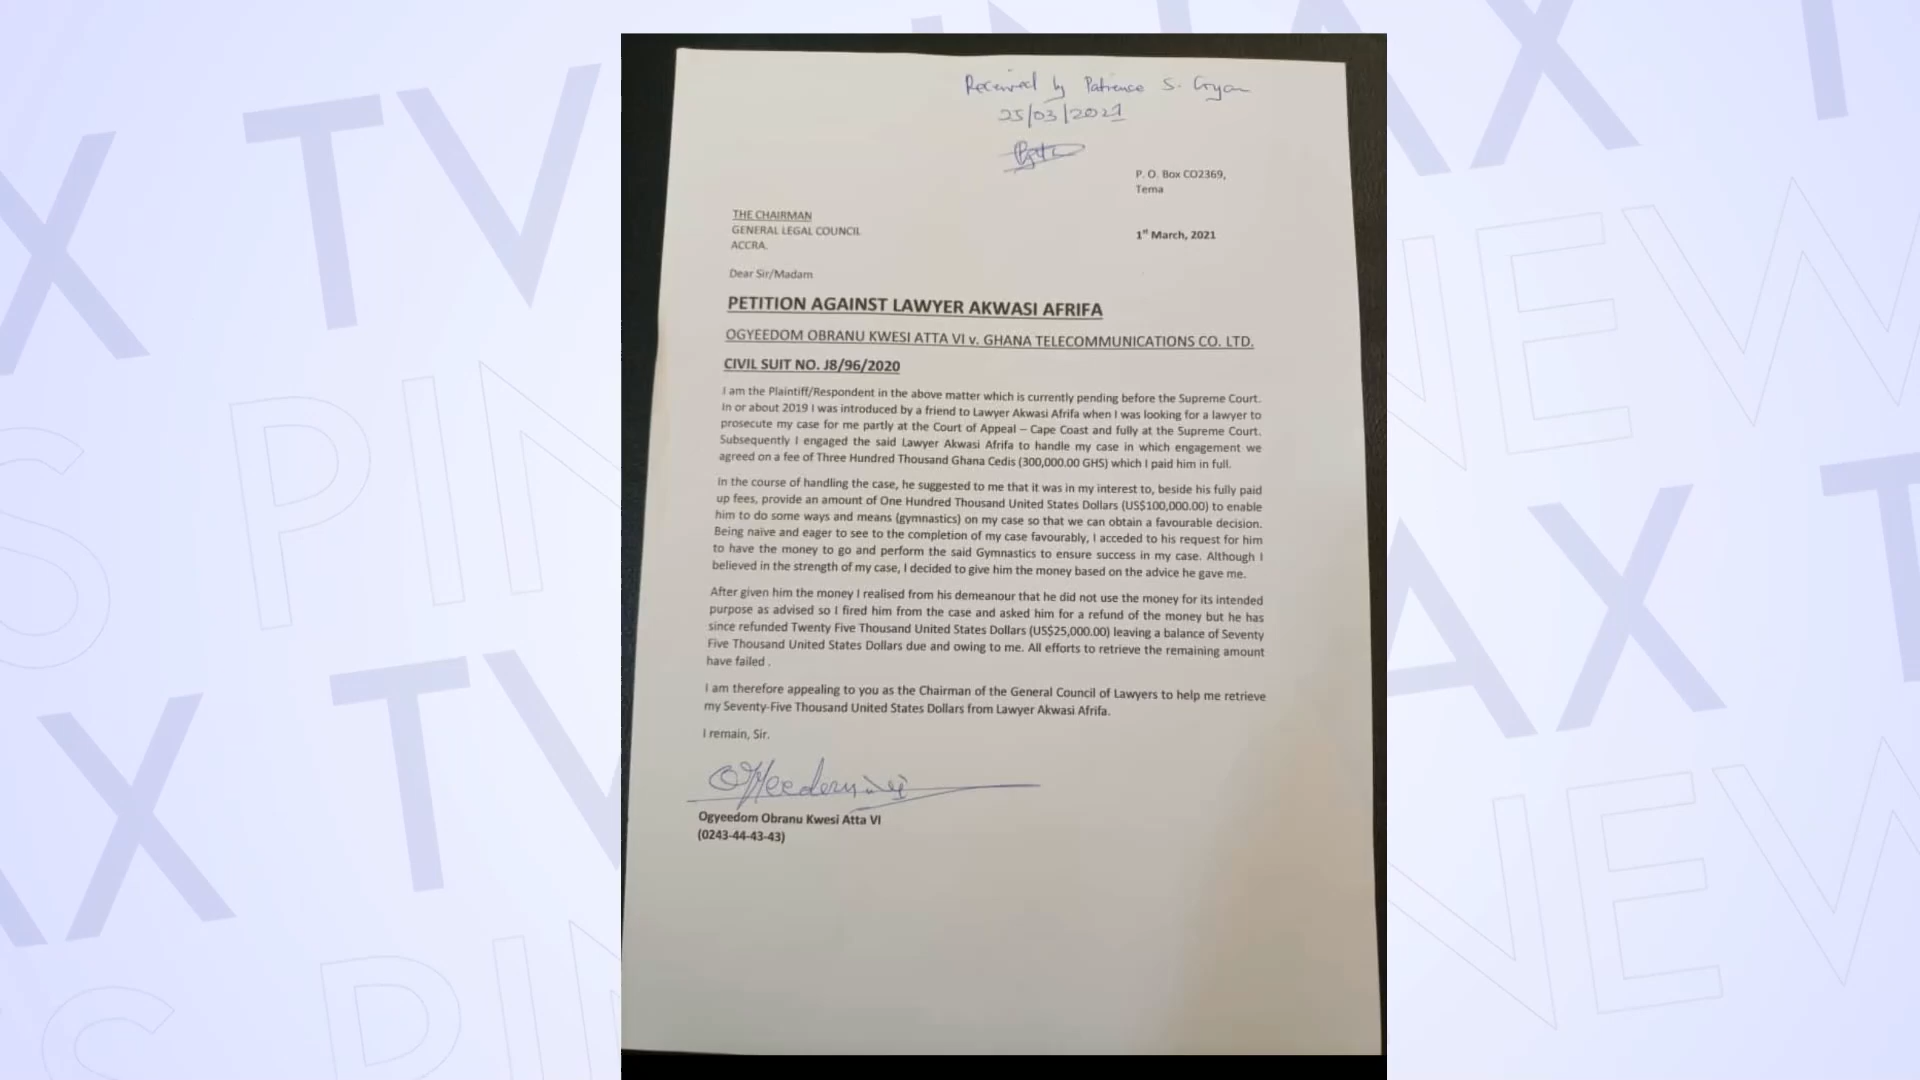 Received by Patience S. Gyan
25/03/2021
P. O. Box CO2369,
Tema
THE CHAIRMAN
GENERAL LEGAL COUNCIL
ACCRA.
1st March, 2021
Dear Sir/Madam
PETITION AGAINST LAWYER AKWASI AFRIFA
OGYEEDOM OBRANU KWESI ATTA VI v. GHANA TELECOMMUNICATIONS CO. LTD.
CIVIL SUIT NO. J8/96/2020
I am the Plaintiff/Respondent in the above matter which is currently pending before the Supreme Court.
In or about 2019 I was introduced by a friend to Lawyer Akwasi Afrifa when I was looking for a lawyer to
prosecute my case for me partly at the Court of Appeal – Cape Coast and fully at the Supreme Court.
Subsequently I engaged the said Lawyer Akwasi Afrifa to handle my case in which engagement we
agreed on a fee of Three Hundred Thousand Ghana Cedis (300,000.00 GHS) which I paid him in full.
In the course of handling the case, he suggested to me that it was in my interest to, beside his fully paid
up fees, provide an amount of One Hundred Thousand United States Dollars (US$100,000.00) to enable
him to do some ways and means (gymnastics) on my case so that we can obtain a favourable decision.
Being naive and eager to see to the completion of my case favourably, I acceded to his request for him
to have the money to go and perform the said Gymnastics to ensure success in my case. Although I
believed in the strength of my case, I decided to give him the money based on the advice he gave me.
After given him the money I realised from his demeanour that he did not use the money for its intended
purpose as advised so I fired him from the case and asked him for a refund of the money but he has
since refunded Twenty Five Thousand United States Dollars (US$25,000.00) leaving a balance of Seventy
Five Thousand United States Dollars due and owing to me. All efforts to retrieve the remaining amount
have failed .
I am therefore appealing to you as the Chairman of the General Council of Lawyers to help me retrieve
my Seventy-Five Thousand United States Dollars from Lawyer Akwasi Afrifa.
I remain, Sir.
Ogyeedom Obranu Kwesi Atta VI
(0243-44-43-43)